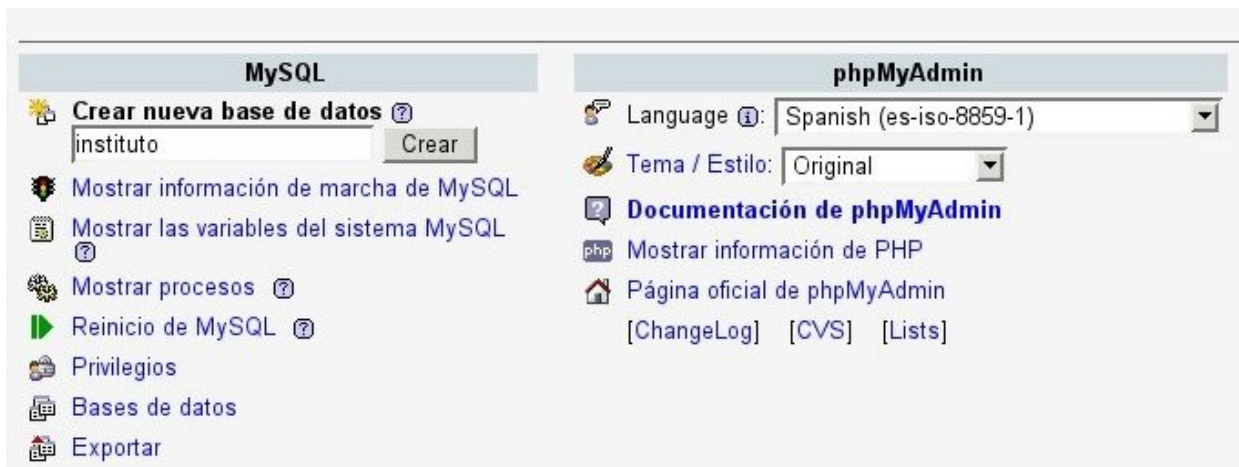 MySQL
Crear nueva base de datos
instituto Crear
Mostrar información de marcha de MySQL
Mostrar las variables del sistema MySQL
Mostrar procesos
Reinicio de MySQL
Privilegios
Bases de datos
Exportar
phpMyAdmin
Language : Spanish (es-iso-8859-1)
Tema / Estilo: Original
Documentación de phpMyAdmin
php Mostrar información de PHP
Página oficial de phpMyAdmin
[ChangeLog] [CVS] [Lists]